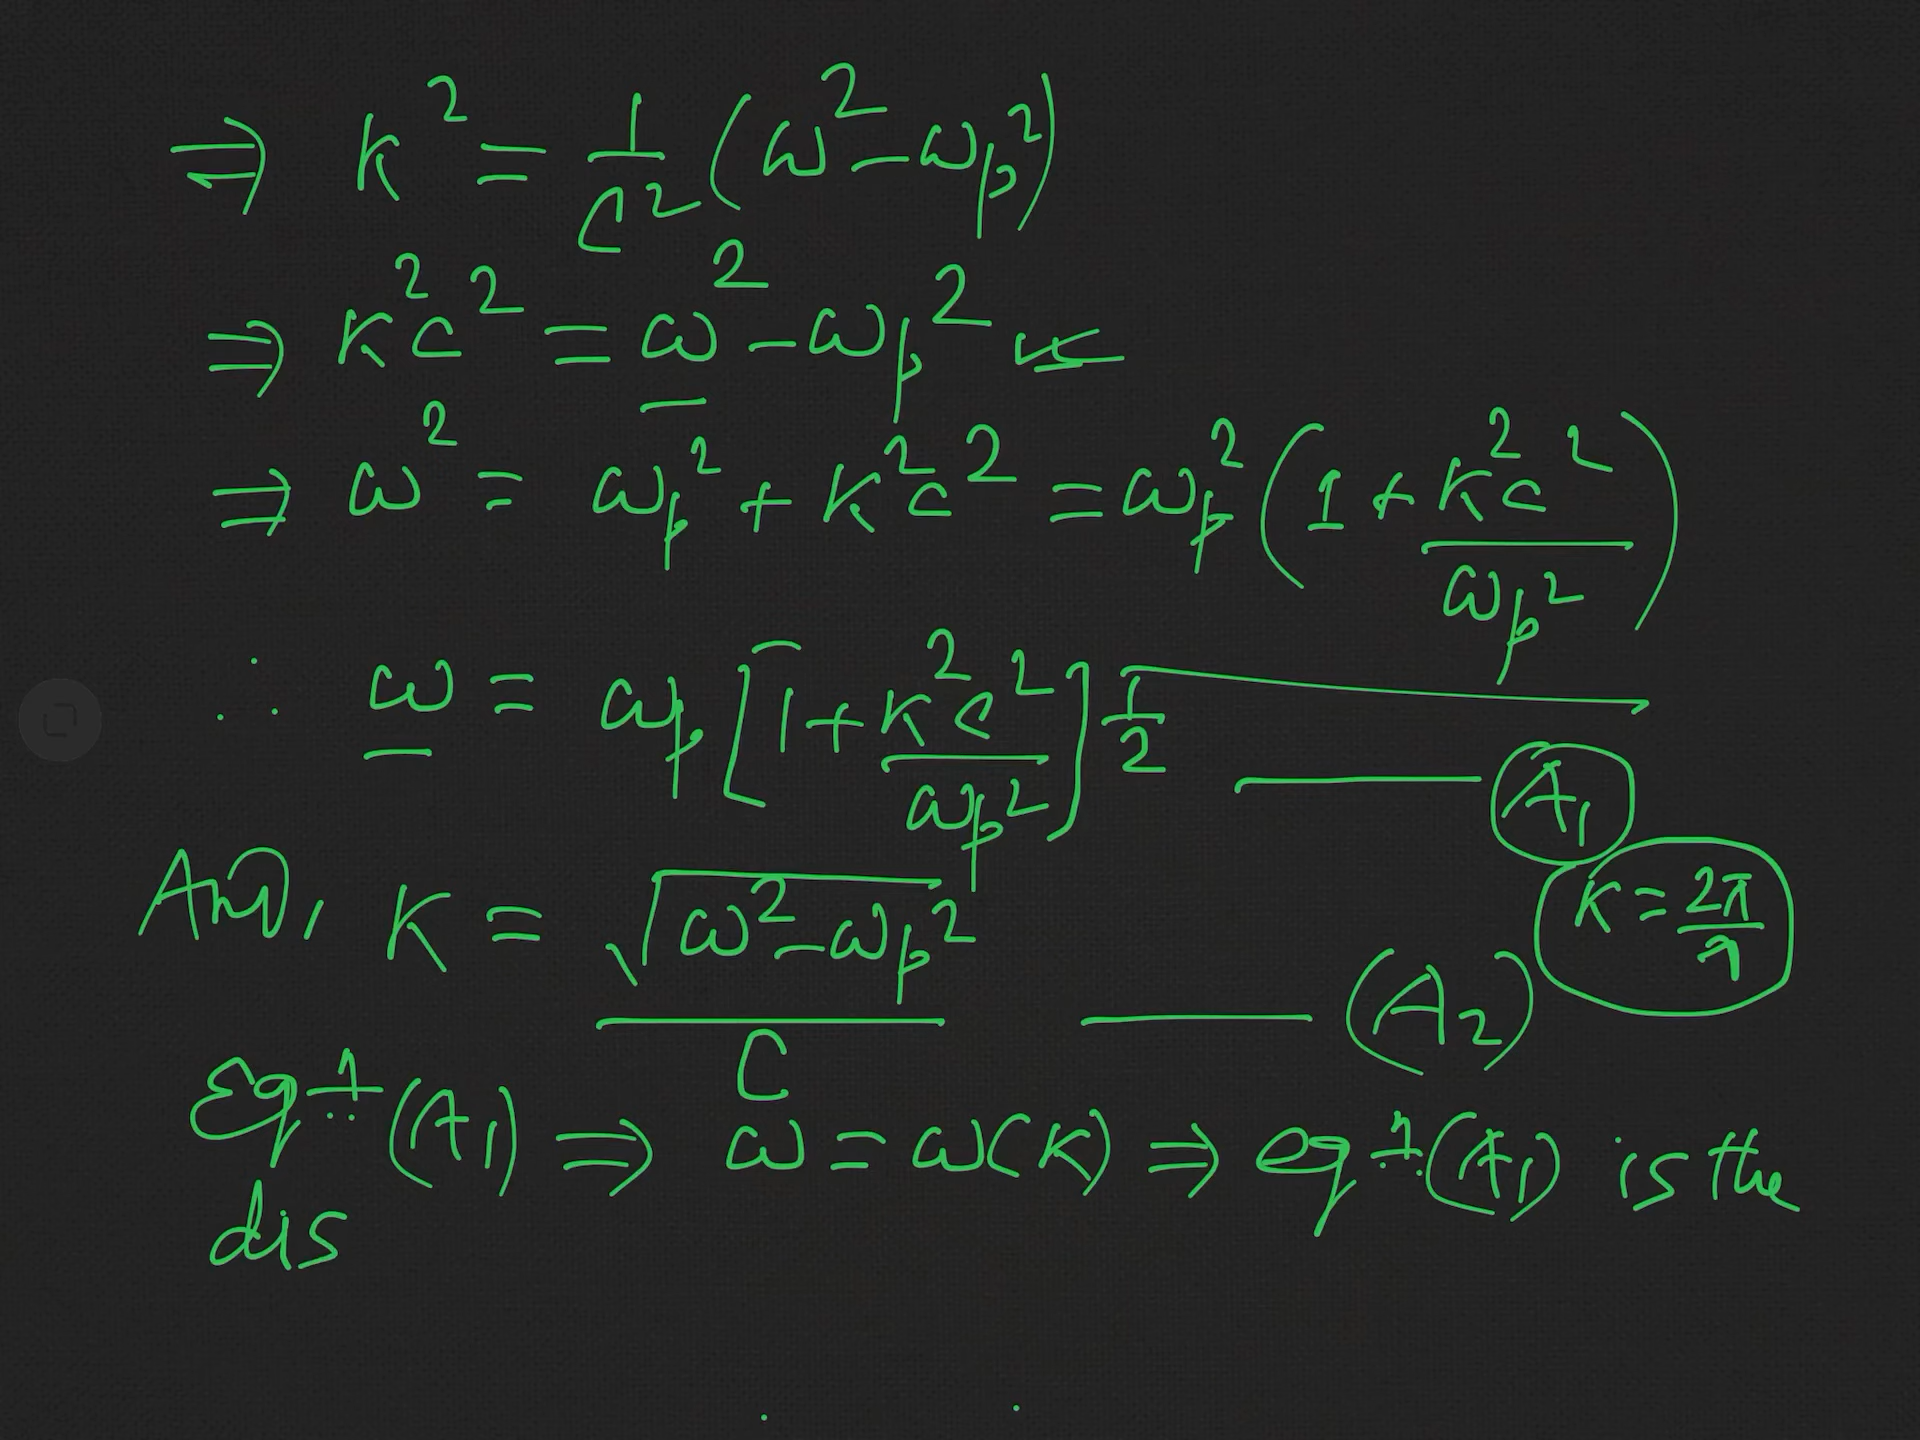 ⇒ k² = 1/c² (ω² - ωp²)
⇒ k²c² = ω² - ωp²
⇒ ω² = ωp² + k²c² = ωp² (1 + k²c²/ωp²)
∴ ω = ωp [1 + k²c²/ωp²]^1/2 —— A₁
And, K = √(ω² - ωp²)/C —— (A₂)
K = 2π/λ
Eqn (A₁) ⇒ ω = ω(K) ⇒ eqn (A₁) is the
dis